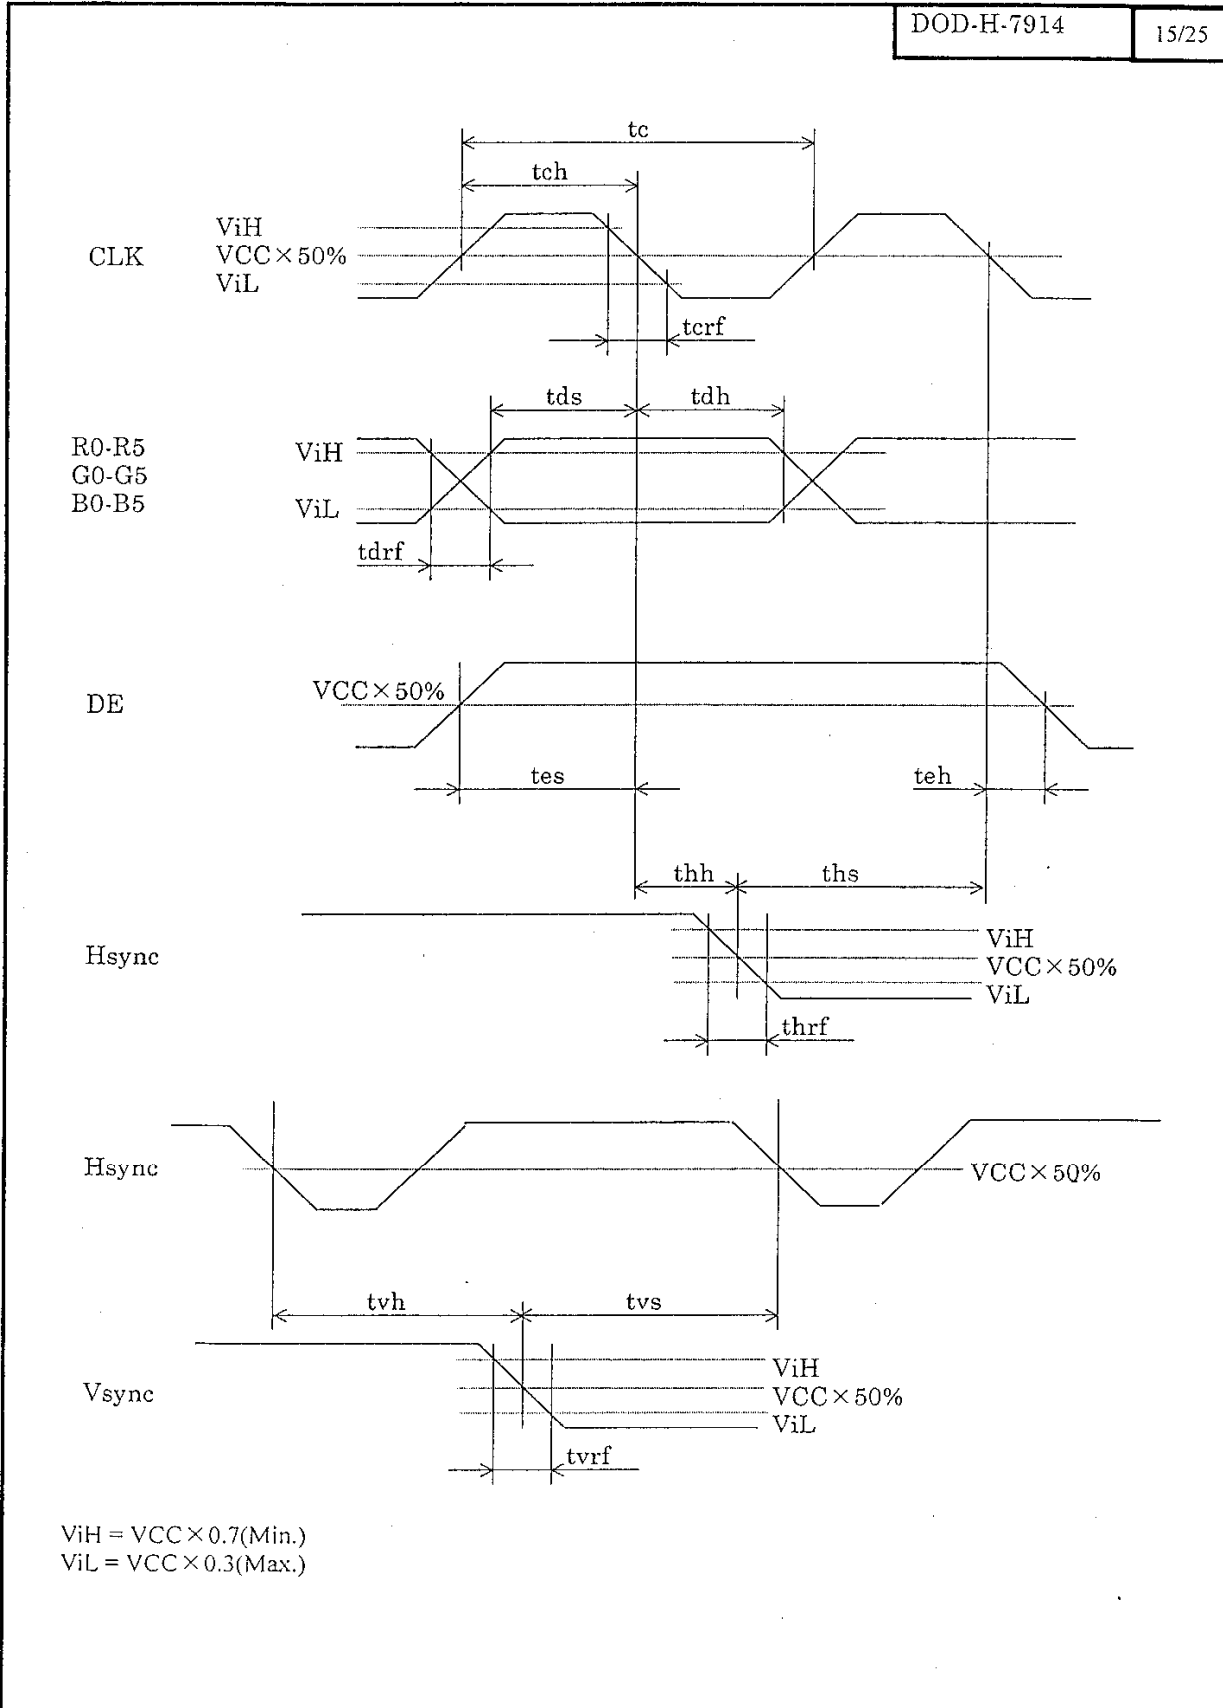 DOD-H-7914
15/25
tc
tch
ViH
CLK
VCC×50%
ViL
tcrf
tds
tdh
R0-R5
ViH
G0-G5
B0-B5
ViL
tdrf
VCC×50%
DE
tes
teh
thh
ths
ViH
Hsync
VCC×50%
ViL
thrf
Hsync
VCC×50%
tvh
tvs
ViH
Vsync
VCC×50%
ViL
tvrf
ViH = VCC×0.7(Min.)
ViL = VCC×0.3(Max.)